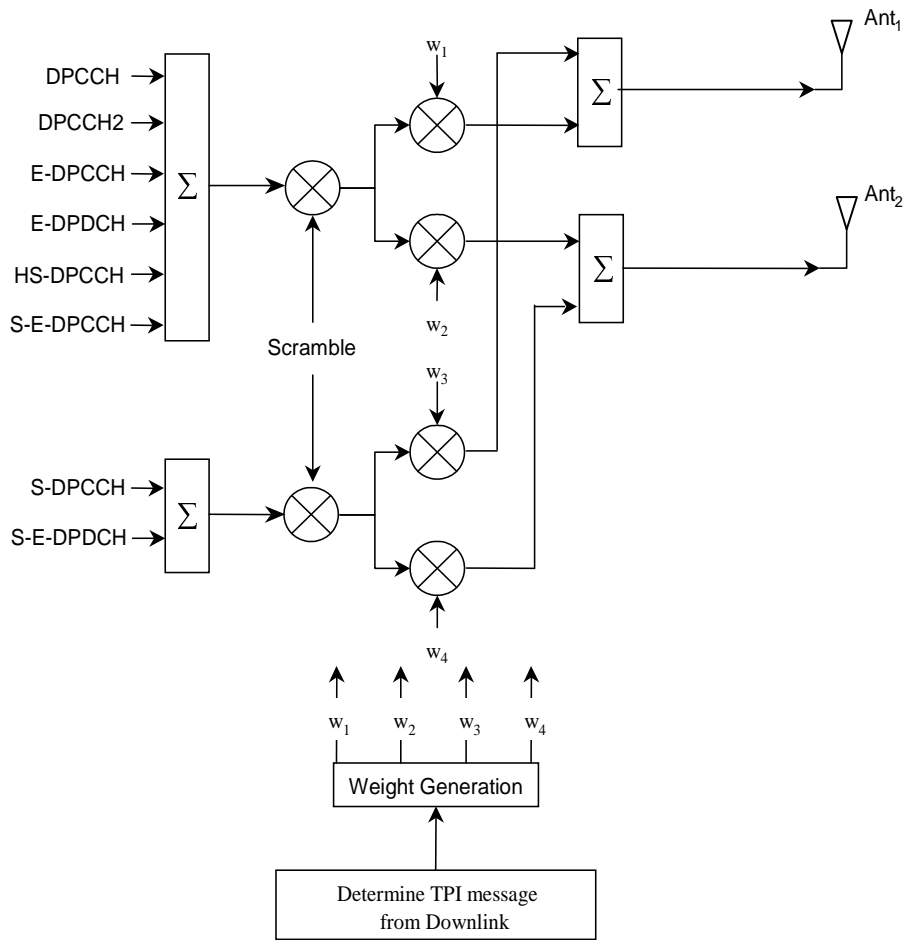 Ant1
DPCCH
w1
Σ
DPCCH2
E-DPCCH
Σ
E-DPDCH
Ant2
HS-DPCCH
Σ
S-E-DPCCH
w2
Scramble
w3
S-DPCCH
Σ
S-E-DPDCH
w4
w1 w2 w3 w4
Weight Generation
Determine TPI message
from Downlink